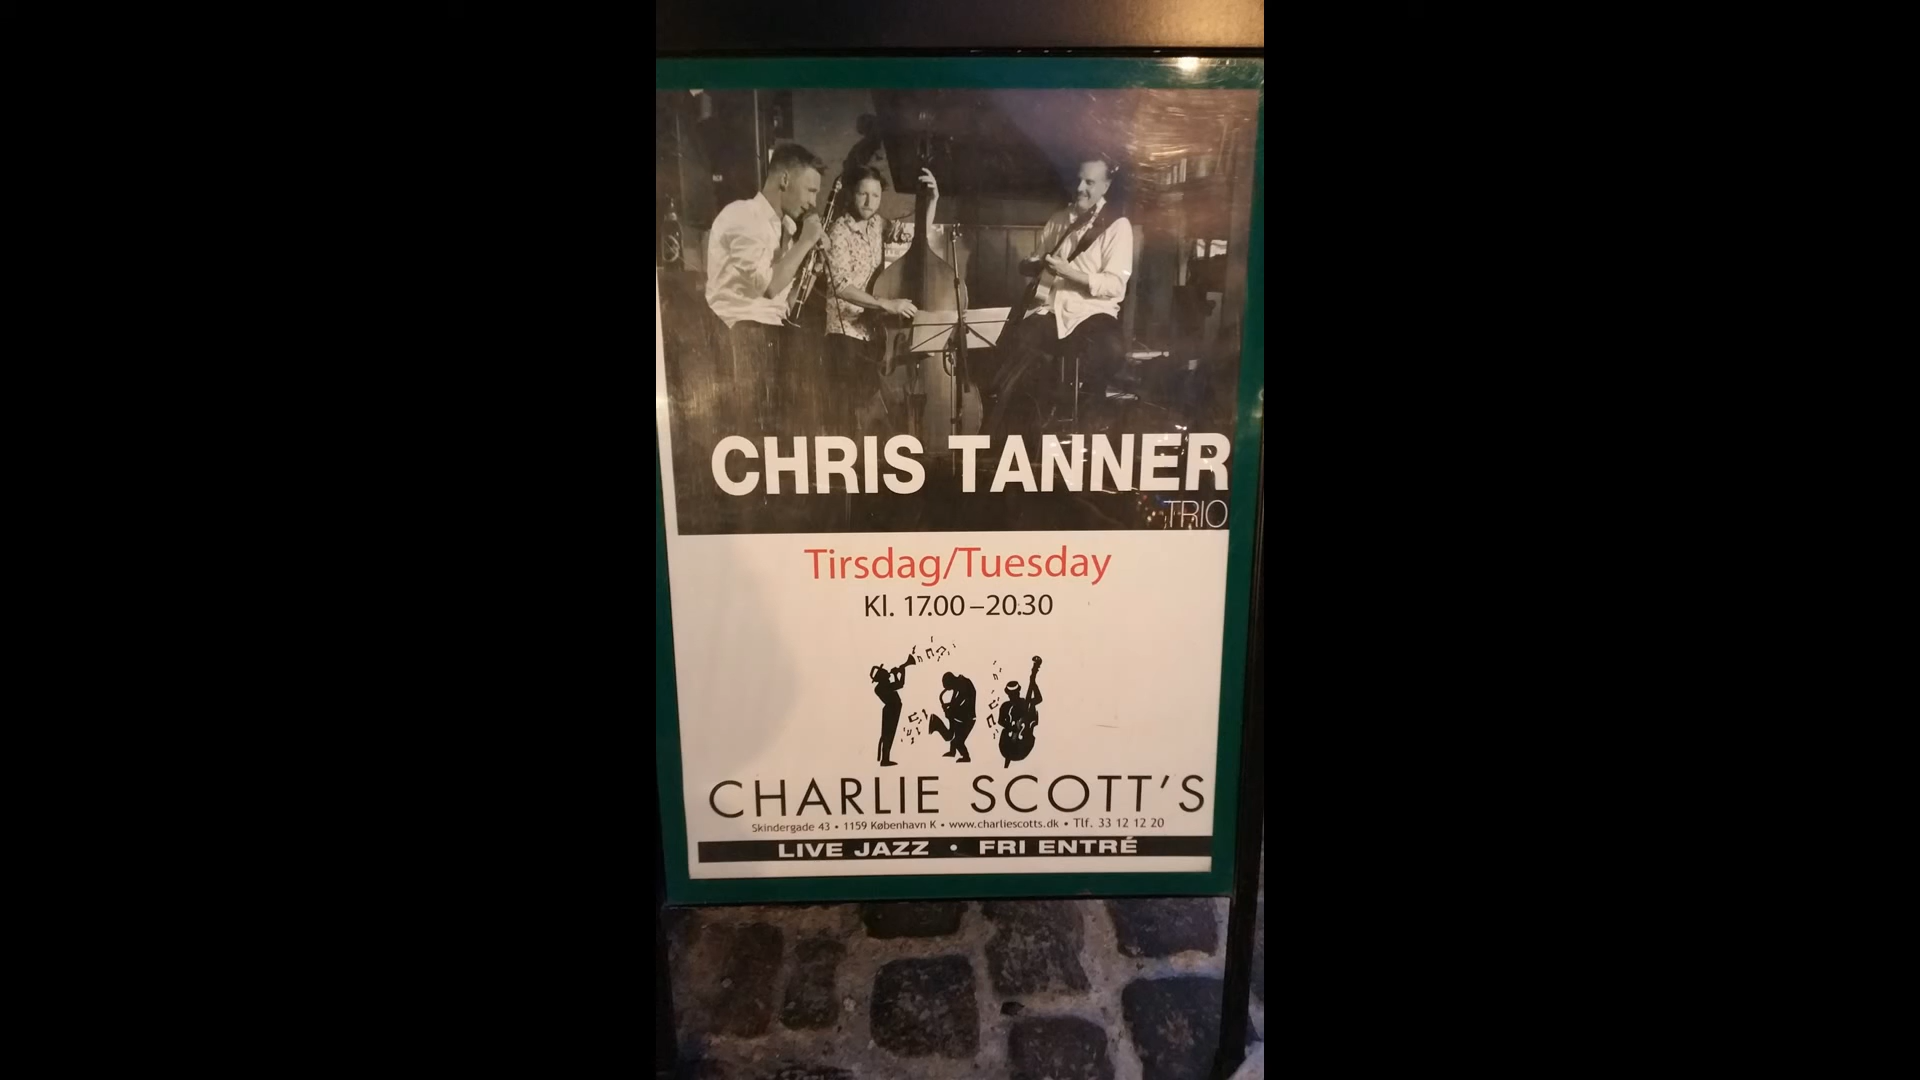 CHRIS TANNER
TRIO
Tirsdag/Tuesday
Kl. 17.00–20.30
CHARLIE SCOTT'S
Skindergade 43 • 1159 København K • www.charliescotts.dk • Tlf. 33 12 12 20
LIVE JAZZ • FRI ENTRÉ